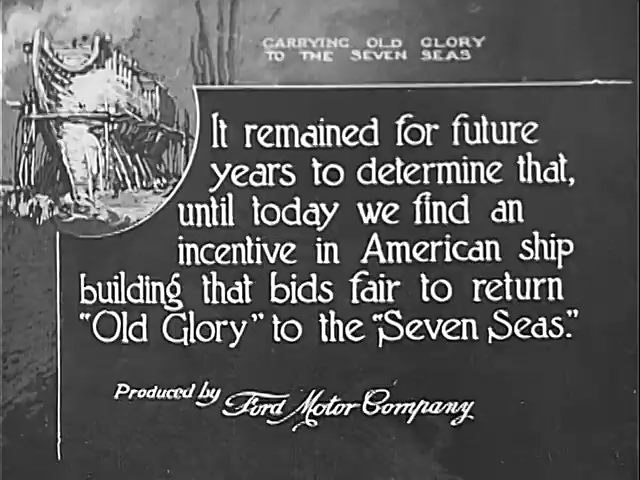 CARRYING OLD GLORY
TO THE SEVEN SEAS
It remained for future
years to determine that,
until today we find an
incentive in American ship
building that bids fair to return
"Old Glory" to the "Seven Seas."
Produced by Ford Motor Company